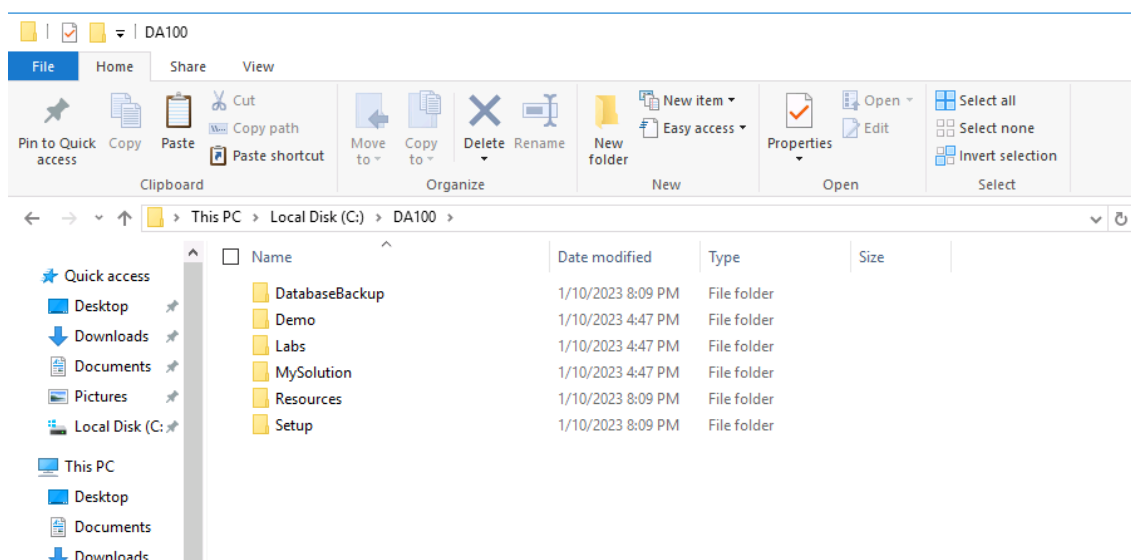 DA100
File Home Share View
Pin to Quick access
Copy
Paste
Cut
Copy path
Paste shortcut
Clipboard
Move to
Copy to
Delete
Rename
Organize
New folder
New item
Easy access
New
Properties
Open
Edit
Open
Select all
Select none
Invert selection
Select
This PC > Local Disk (C:) > DA100 >
Name Date modified Type Size
Quick access
Desktop
Downloads
Documents
Pictures
Local Disk (C:
This PC
Desktop
Documents
Downloads
DatabaseBackup 1/10/2023 8:09 PM File folder
Demo 1/10/2023 4:47 PM File folder
Labs 1/10/2023 4:47 PM File folder
MySolution 1/10/2023 4:47 PM File folder
Resources 1/10/2023 8:09 PM File folder
Setup 1/10/2023 8:09 PM File folder